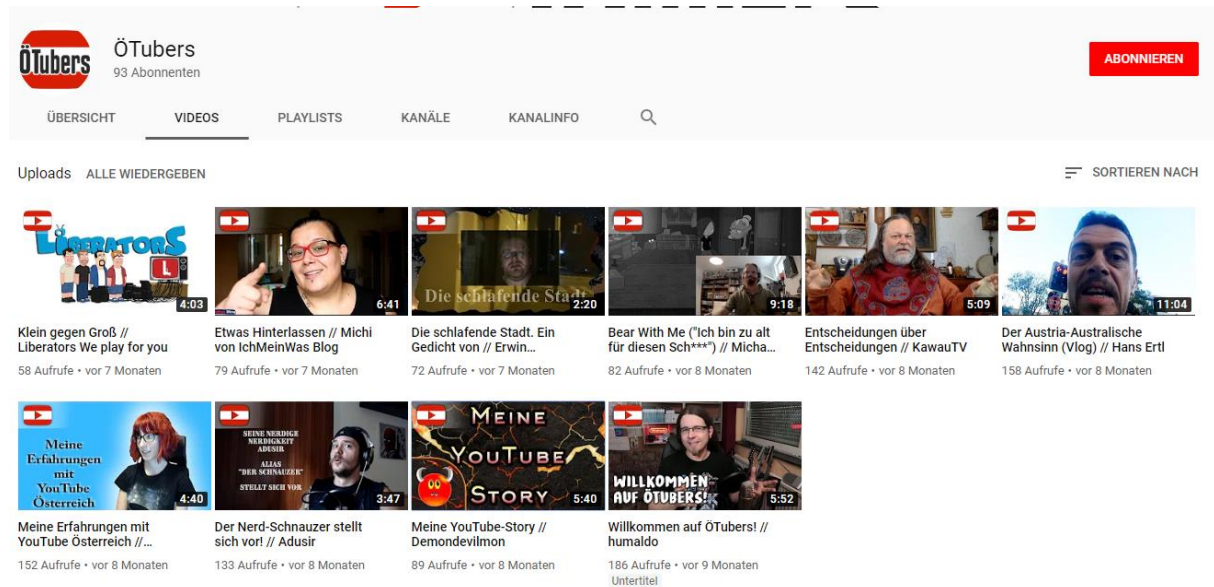 ÖTubers
ÖTubers
93 Abonnenten
ABONNIEREN
ÜBERSICHT VIDEOS PLAYLISTS KANÄLE KANALINFO
Uploads ALLE WIEDERGEBEN SORTIEREN NACH
LIBERATORS
L
4:03
6:41
Die schlafende Stadt
2:20
9:18
5:09
11:04
Klein gegen Groß //
Liberators We play for you
58 Aufrufe • vor 7 Monaten
Etwas Hinterlassen // Michi
von IchMeinWas Blog
79 Aufrufe • vor 7 Monaten
Die schlafende Stadt. Ein
Gedicht von // Erwin...
72 Aufrufe • vor 7 Monaten
Bear With Me ("Ich bin zu alt
für diesen Sch***") // Micha...
82 Aufrufe • vor 8 Monaten
Entscheidungen über
Entscheidungen // KawauTV
142 Aufrufe • vor 8 Monaten
Der Austria-Australische
Wahnsinn (Vlog) // Hans Ertl
158 Aufrufe • vor 8 Monaten
Meine
Erfahrungen
mit
YouTube
Österreich
4:40
SEINE NERDIGE
NERDIGKEIT
ADUSIR
ALIAS
"DER SCHNAUZER"
STELLT SICH VOR
3:47
MEINE
YOUTUBE
STORY
5:40
WILLKOMMEN
AUF ÖTUBERS!
5:52
Meine Erfahrungen mit
YouTube Österreich //...
152 Aufrufe • vor 8 Monaten
Der Nerd-Schnauzer stellt
sich vor! // Adusir
133 Aufrufe • vor 8 Monaten
Meine YouTube-Story //
Demondevilmon
89 Aufrufe • vor 8 Monaten
Willkommen auf ÖTubers! //
humaldo
186 Aufrufe • vor 9 Monaten
Untertitel